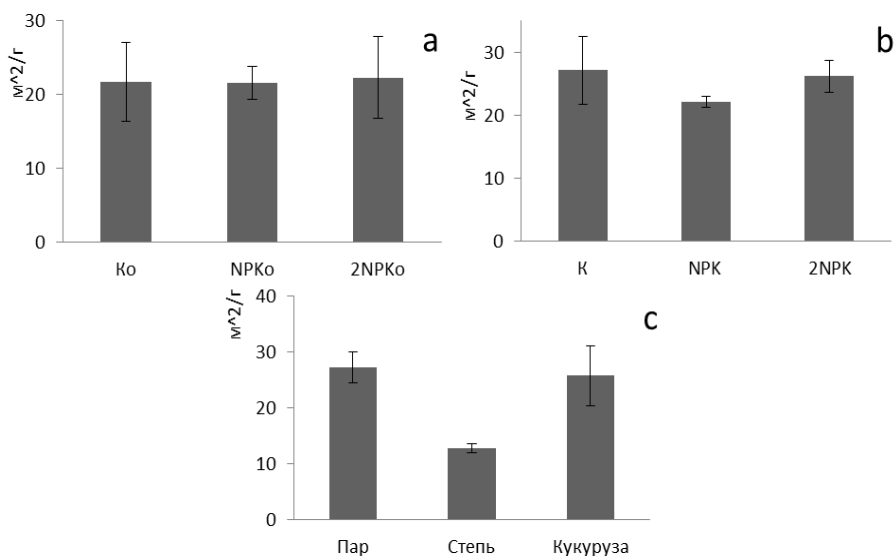 a
м^2/г
30
20
10
0
Ко NPKо 2NPKо
b
м^2/г
30
20
10
0
К NPK 2NPK
c
м^2/г
40
30
20
10
0
Пар Степь Кукуруза